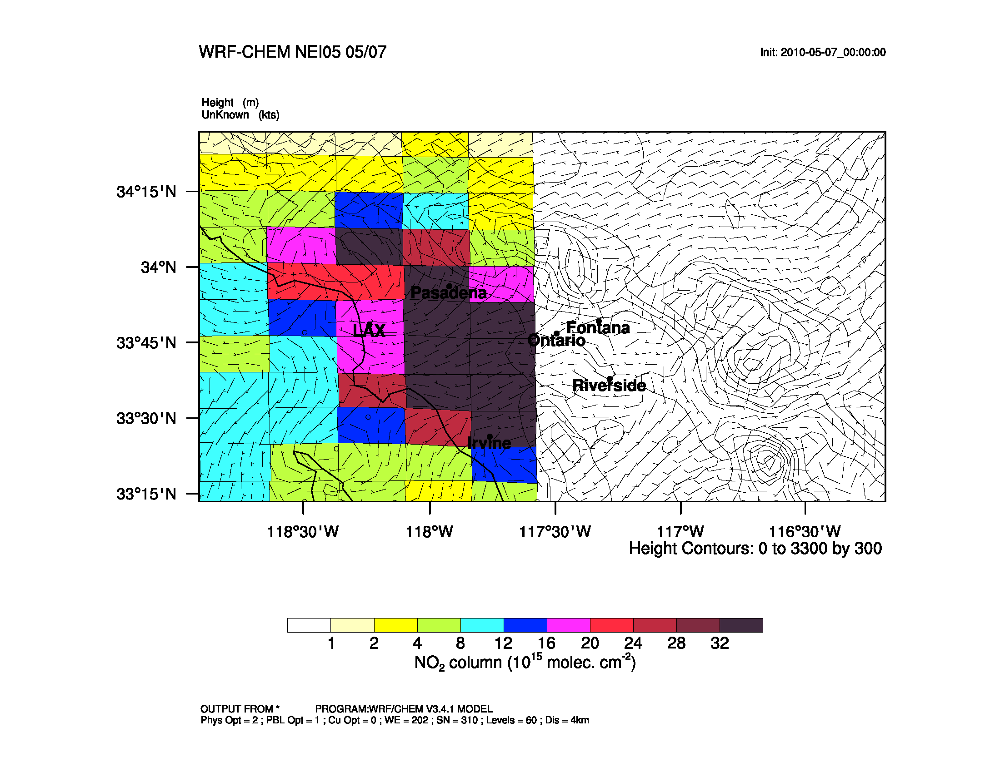 WRF-CHEM NEI05 05/07
Init: 2010-05-07_00:00:00
Height (m)
UnKnown (kts)
34°15'N
34°N
33°45'N
33°30'N
33°15'N
Pasadena
LAX
Fontana
Ontario
Riverside
Irvine
118°30'W 118°W 117°30'W 117°W 116°30'W
Height Contours: 0 to 3300 by 300
1 2 4 8 12 16 20 24 28 32
NO₂ column (10¹⁵ molec. cm⁻²)
OUTPUT FROM * PROGRAM:WRF/CHEM V3.4.1 MODEL
Phys Opt = 2 ; PBL Opt = 1 ; Cu Opt = 0 ; WE = 202 ; SN = 310 ; Levels = 60 ; Dis = 4km